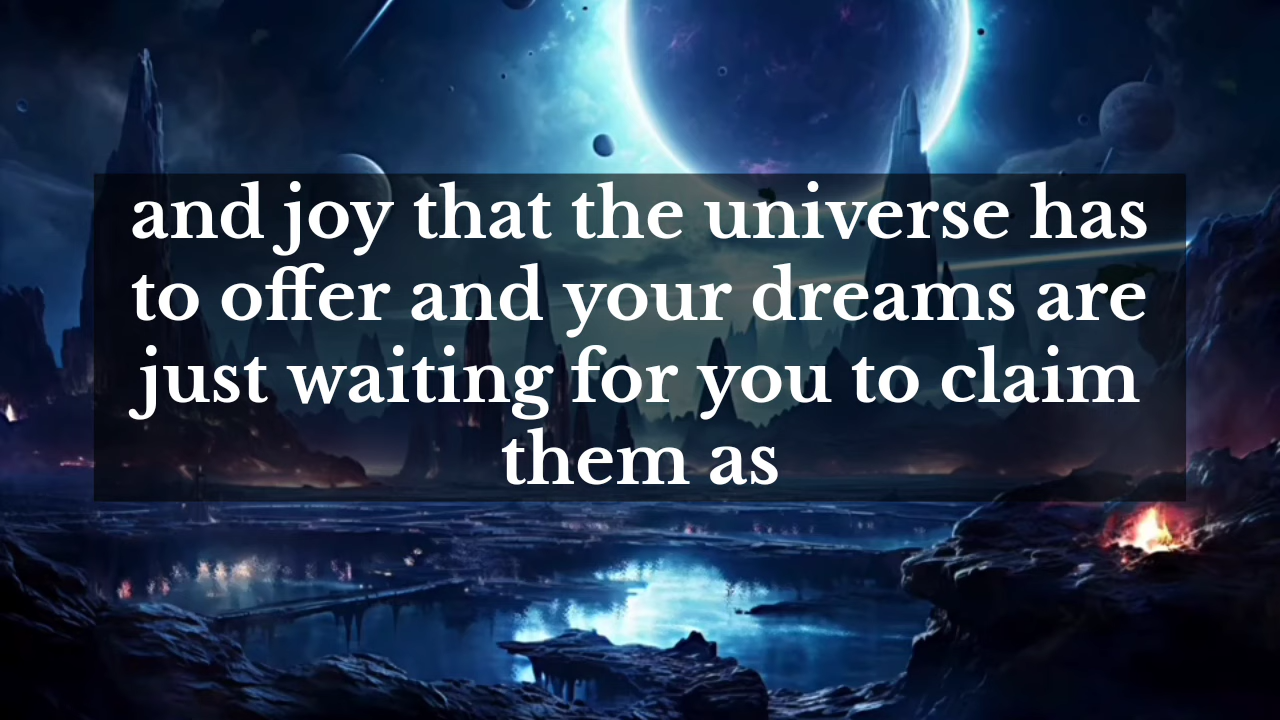 and joy that the universe has
to offer and your dreams are
just waiting for you to claim
them as